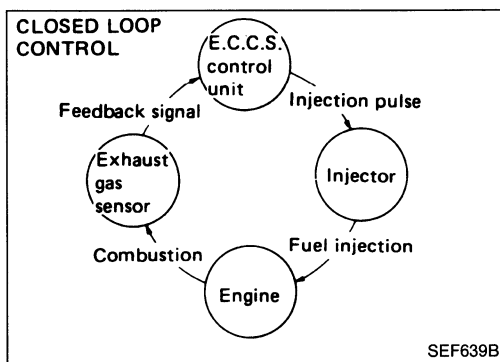 CLOSED LOOP
CONTROL
E.C.C.S.
control
unit
Feedback signal
Injection pulse
Exhaust
gas
sensor
Injector
Combustion
Fuel injection
Engine
SEF639B